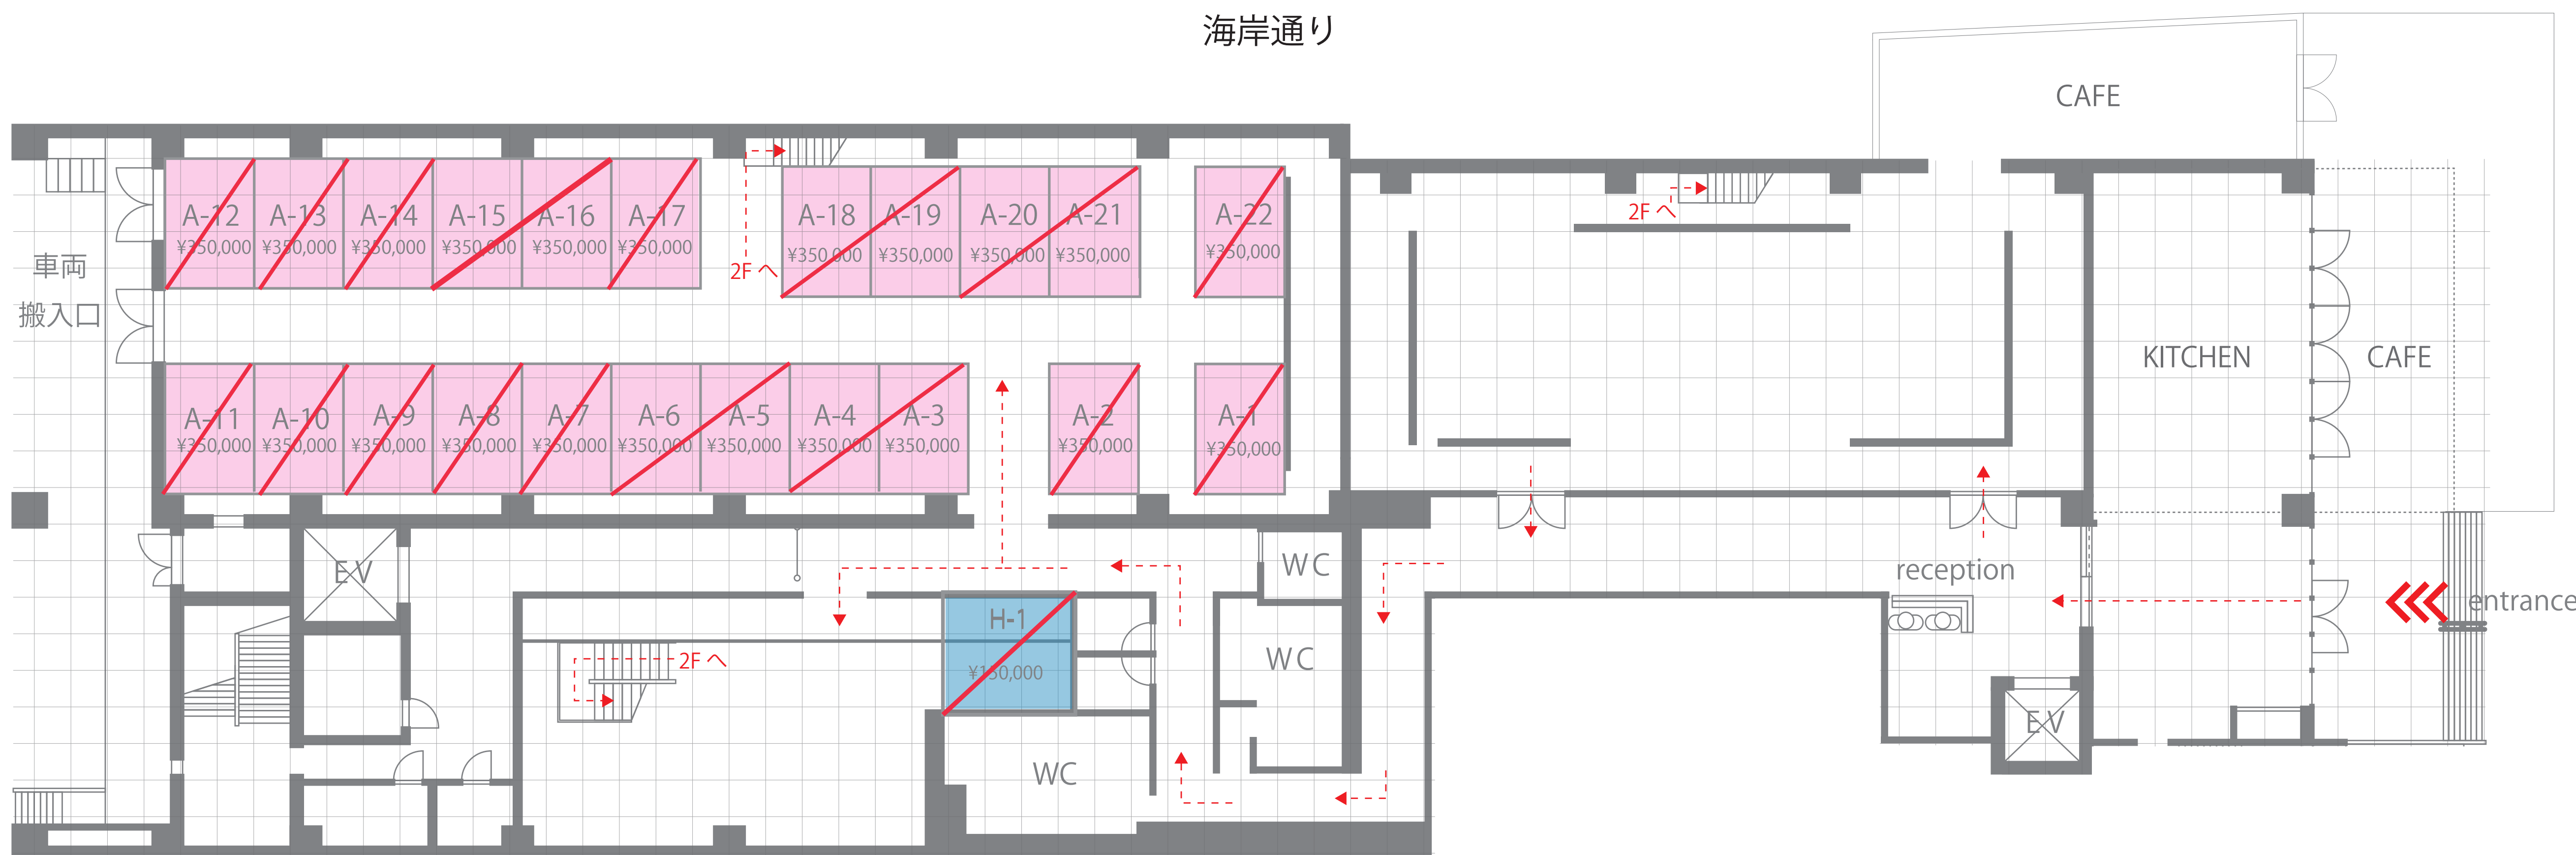 海岸通り
CAFE
A-12
¥350,000
A-13
¥350,000
A-14
¥350,000
A-15
¥350,000
A-16
¥350,000
A-17
¥350,000
2F へ
A-18
¥350,000
A-19
¥350,000
A-20
¥350,000
A-21
¥350,000
A-22
¥350,000
2F へ
車両
搬入口
KITCHEN
CAFE
A-11
¥350,000
A-10
¥350,000
A-9
¥350,000
A-8
¥350,000
A-7
¥350,000
A-6
¥350,000
A-5
¥350,000
A-4
¥350,000
A-3
¥350,000
A-2
¥350,000
A-1
¥350,000
EV
WC
reception
entrance
H-1
¥150,000
2F へ
WC
EV
WC